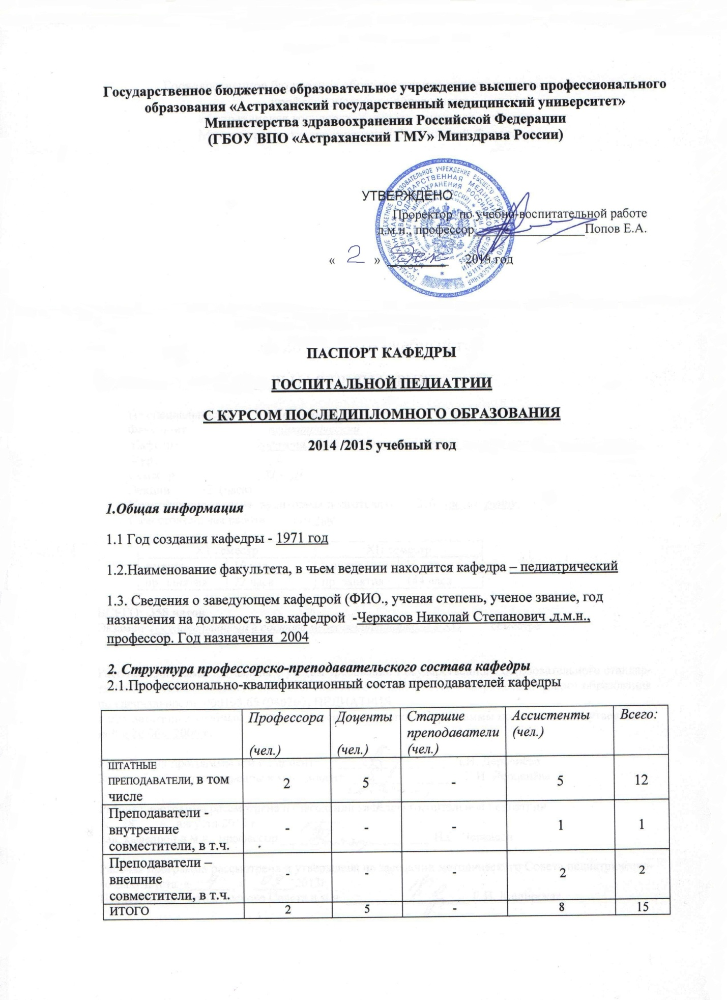 Государственное бюджетное образовательное учреждение высшего профессионального
образования «Астраханский государственный медицинский университет»
Министерства здравоохранения Российской Федерации
(ГБОУ ВПО «Астраханский ГМУ» Минздрава России)
УТВЕРЖДЕНО
Проректор по учебно-воспитательной работе
д.м.н., профессор________________Попов Е.А.
« 2 » Дек 2014 год
ПАСПОРТ КАФЕДРЫ
ГОСПИТАЛЬНОЙ ПЕДИАТРИИ
С КУРСОМ ПОСЛЕДИПЛОМНОГО ОБРАЗОВАНИЯ
2014 /2015 учебный год
1.Общая информация
1.1 Год создания кафедры - 1971 год
1.2.Наименование факультета, в чьем ведении находится кафедра – педиатрический
1.3. Сведения о заведующем кафедрой (ФИО., ученая степень, ученое звание, год
назначения на должность зав.кафедрой -Черкасов Николай Степанович ,д.м.н.,
профессор. Год назначения 2004
2. Структура профессорско-преподавательского состава кафедры
2.1.Профессионально-квалификационный состав преподавателей кафедры
Профессора (чел.) Доценты (чел.) Старшие преподаватели (чел.) Ассистенты (чел.) Всего:
ШТАТНЫЕ
ПРЕПОДАВАТЕЛИ, в том
числе 2 5 - 5 12
Преподаватели -
внутренние
совместители, в т.ч. - - - 1 1
Преподаватели –
внешние
совместители, в т.ч. - - - 2 2
ИТОГО 2 5 - 8 15